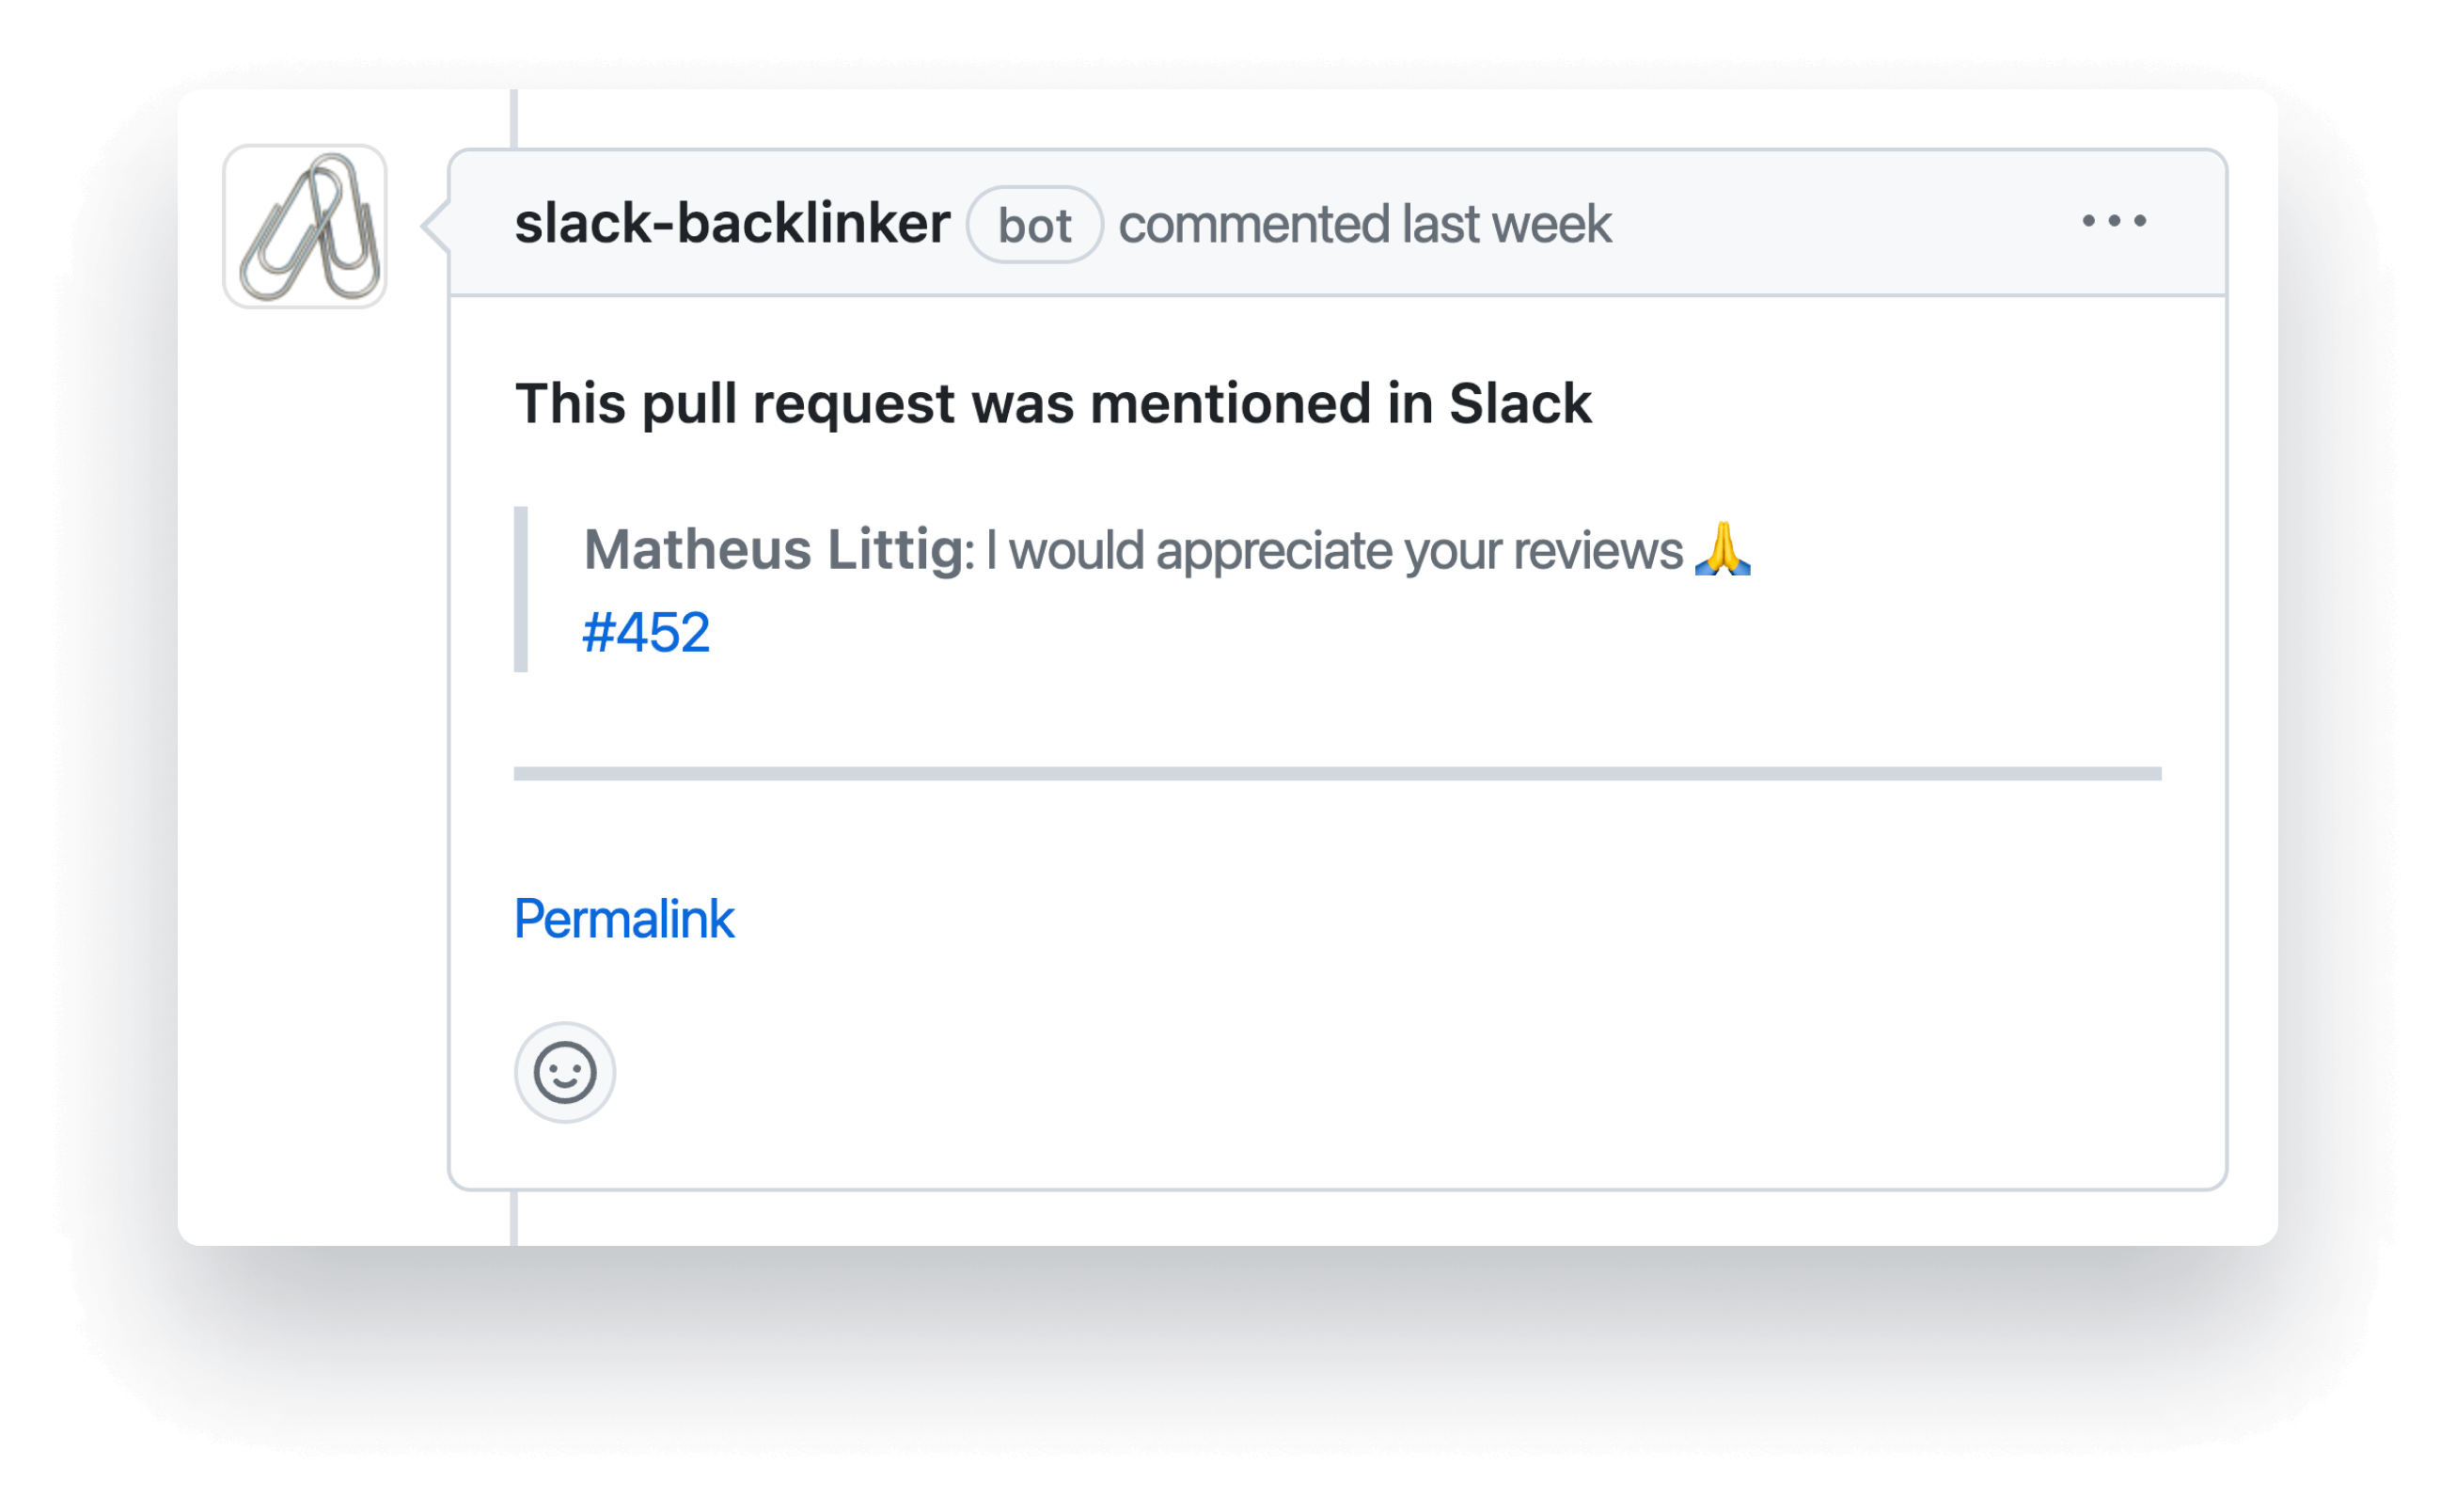 slack-backlinker bot commented last week
This pull request was mentioned in Slack
Matheus Littig: I would appreciate your reviews 🙏
#452
Permalink